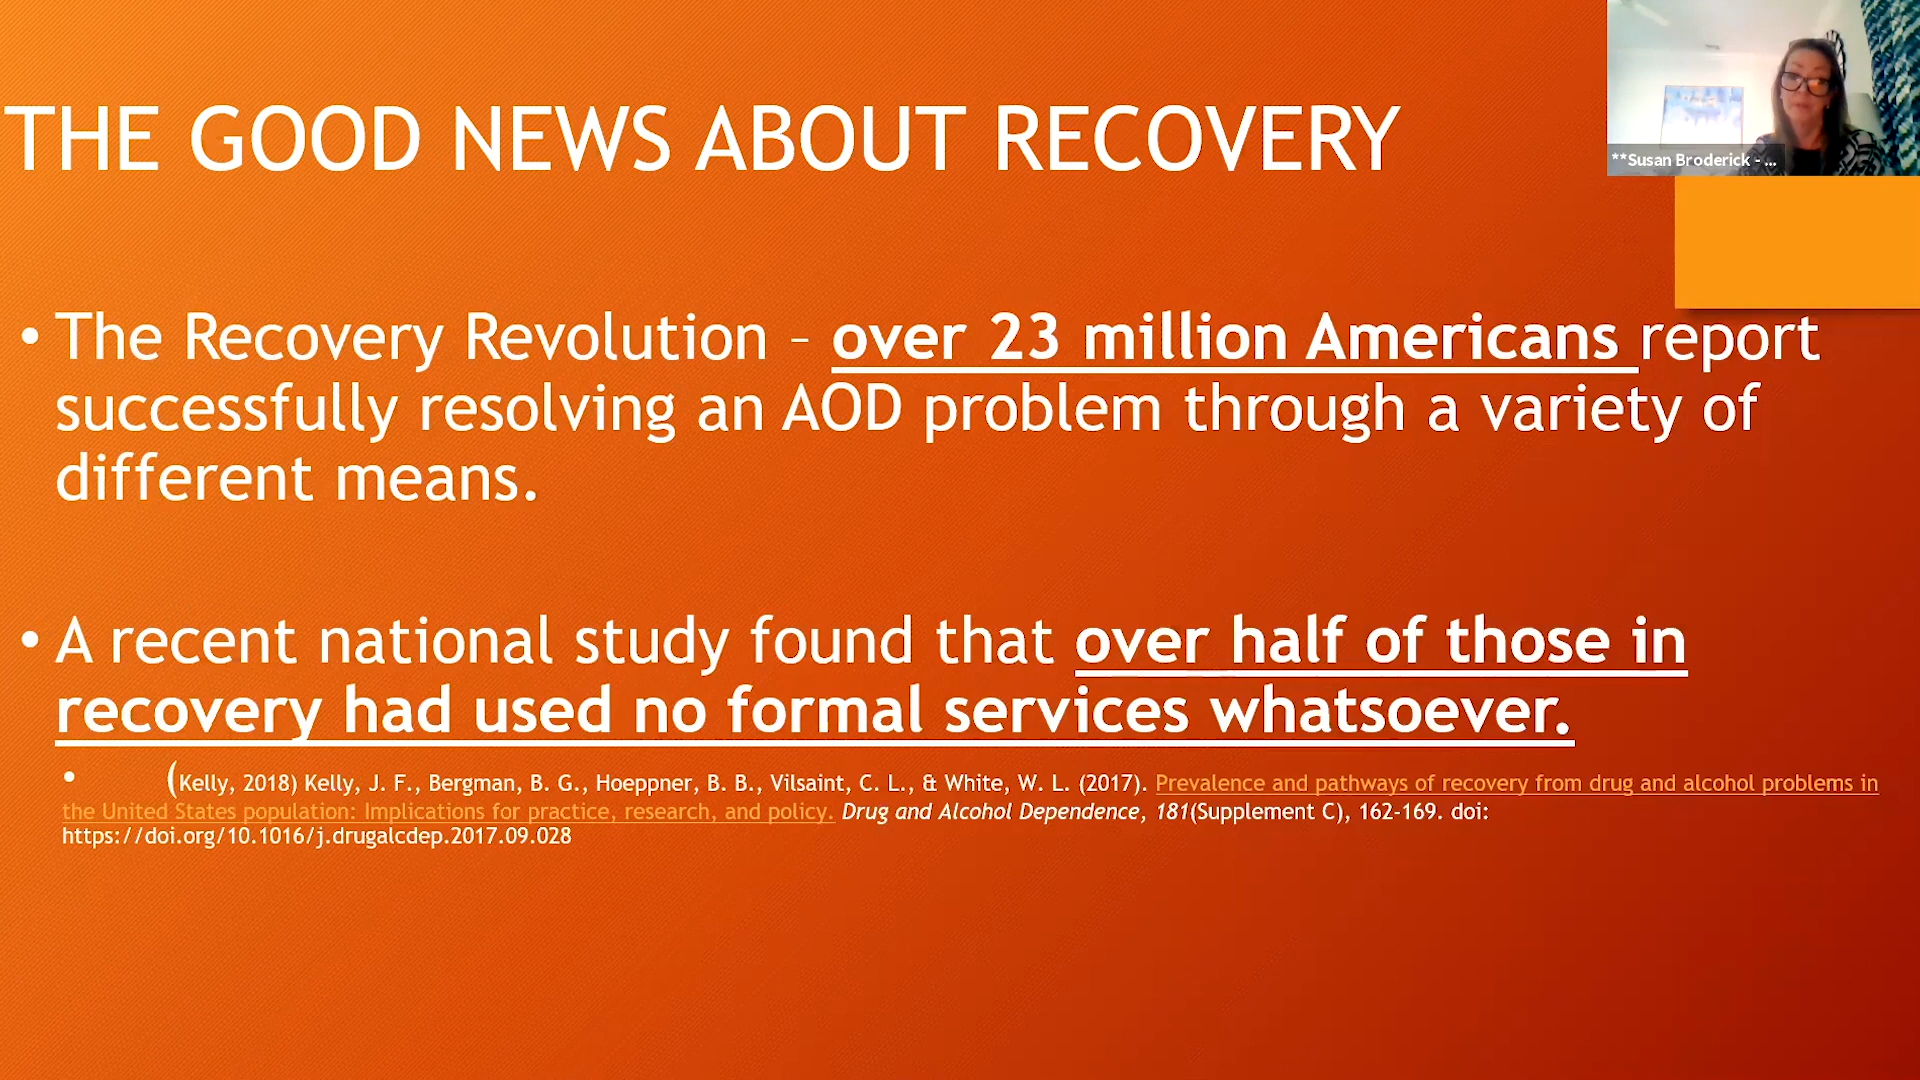 **Susan Broderick - ...
THE GOOD NEWS ABOUT RECOVERY
• The Recovery Revolution – over 23 million Americans report
successfully resolving an AOD problem through a variety of
different means.
• A recent national study found that over half of those in
recovery had used no formal services whatsoever.
• (Kelly, 2018) Kelly, J. F., Bergman, B. G., Hoeppner, B. B., Vilsaint, C. L., & White, W. L. (2017). Prevalence and pathways of recovery from drug and alcohol problems in
the United States population: Implications for practice, research, and policy. Drug and Alcohol Dependence, 181(Supplement C), 162-169. doi:
https://doi.org/10.1016/j.drugalcdep.2017.09.028